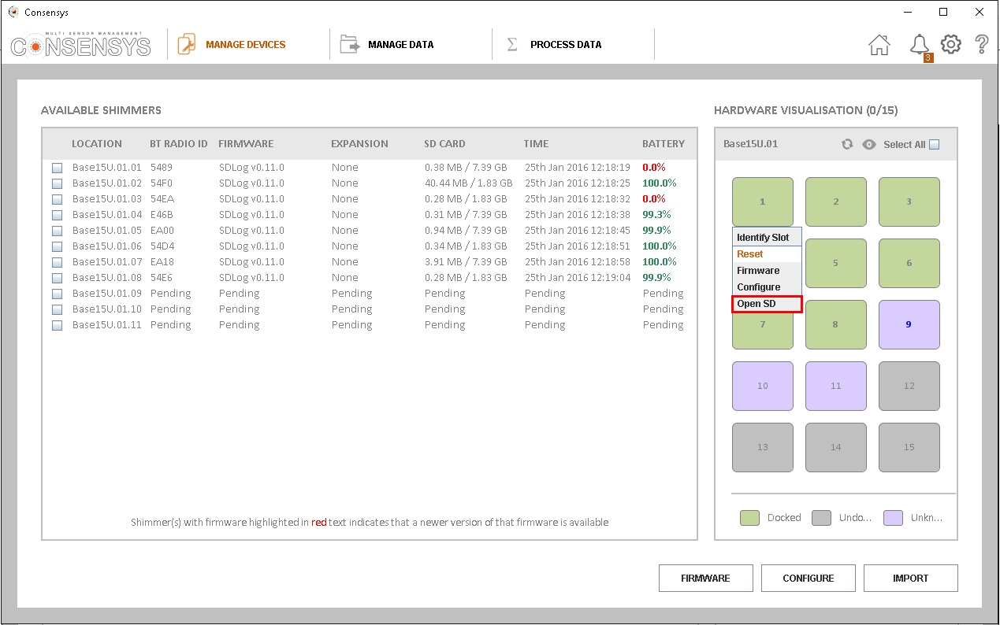 Consensys
MULTI SENSOR MANAGEMENT
CONSENSYS
MANAGE DEVICES
MANAGE DATA
Σ PROCESS DATA
3
?
AVAILABLE SHIMMERS
LOCATION BT RADIO ID FIRMWARE EXPANSION SD CARD TIME BATTERY
Base15U.01.01 5489 SDLog v0.11.0 None 0.38 MB / 7.39 GB 25th Jan 2016 12:18:19 0.0%
Base15U.01.02 54F0 SDLog v0.11.0 None 40.44 MB / 1.83 GB 25th Jan 2016 12:18:25 100.0%
Base15U.01.03 54EA SDLog v0.11.0 None 0.28 MB / 1.83 GB 25th Jan 2016 12:18:32 0.0%
Base15U.01.04 E46B SDLog v0.11.0 None 0.31 MB / 7.39 GB 25th Jan 2016 12:18:38 99.3%
Base15U.01.05 EA00 SDLog v0.11.0 None 0.94 MB / 7.39 GB 25th Jan 2016 12:18:45 99.9%
Base15U.01.06 54D4 SDLog v0.11.0 None 0.34 MB / 1.83 GB 25th Jan 2016 12:18:51 100.0%
Base15U.01.07 EA18 SDLog v0.11.0 None 3.91 MB / 7.39 GB 25th Jan 2016 12:18:58 100.0%
Base15U.01.08 54E6 SDLog v0.11.0 None 0.28 MB / 1.83 GB 25th Jan 2016 12:19:04 99.9%
Base15U.01.09 Pending Pending Pending Pending Pending Pending
Base15U.01.10 Pending Pending Pending Pending Pending Pending
Base15U.01.11 Pending Pending Pending Pending Pending Pending
Shimmer(s) with firmware highlighted in red text indicates that a newer version of that firmware is available
HARDWARE VISUALISATION (0/15)
Base15U.01 Select All
1 2 3
Identify Slot
Reset
Firmware
Configure
Open SD
5 6
7 8 9
10 11 12
13 14 15
Docked Undo... Unkn...
FIRMWARE CONFIGURE IMPORT